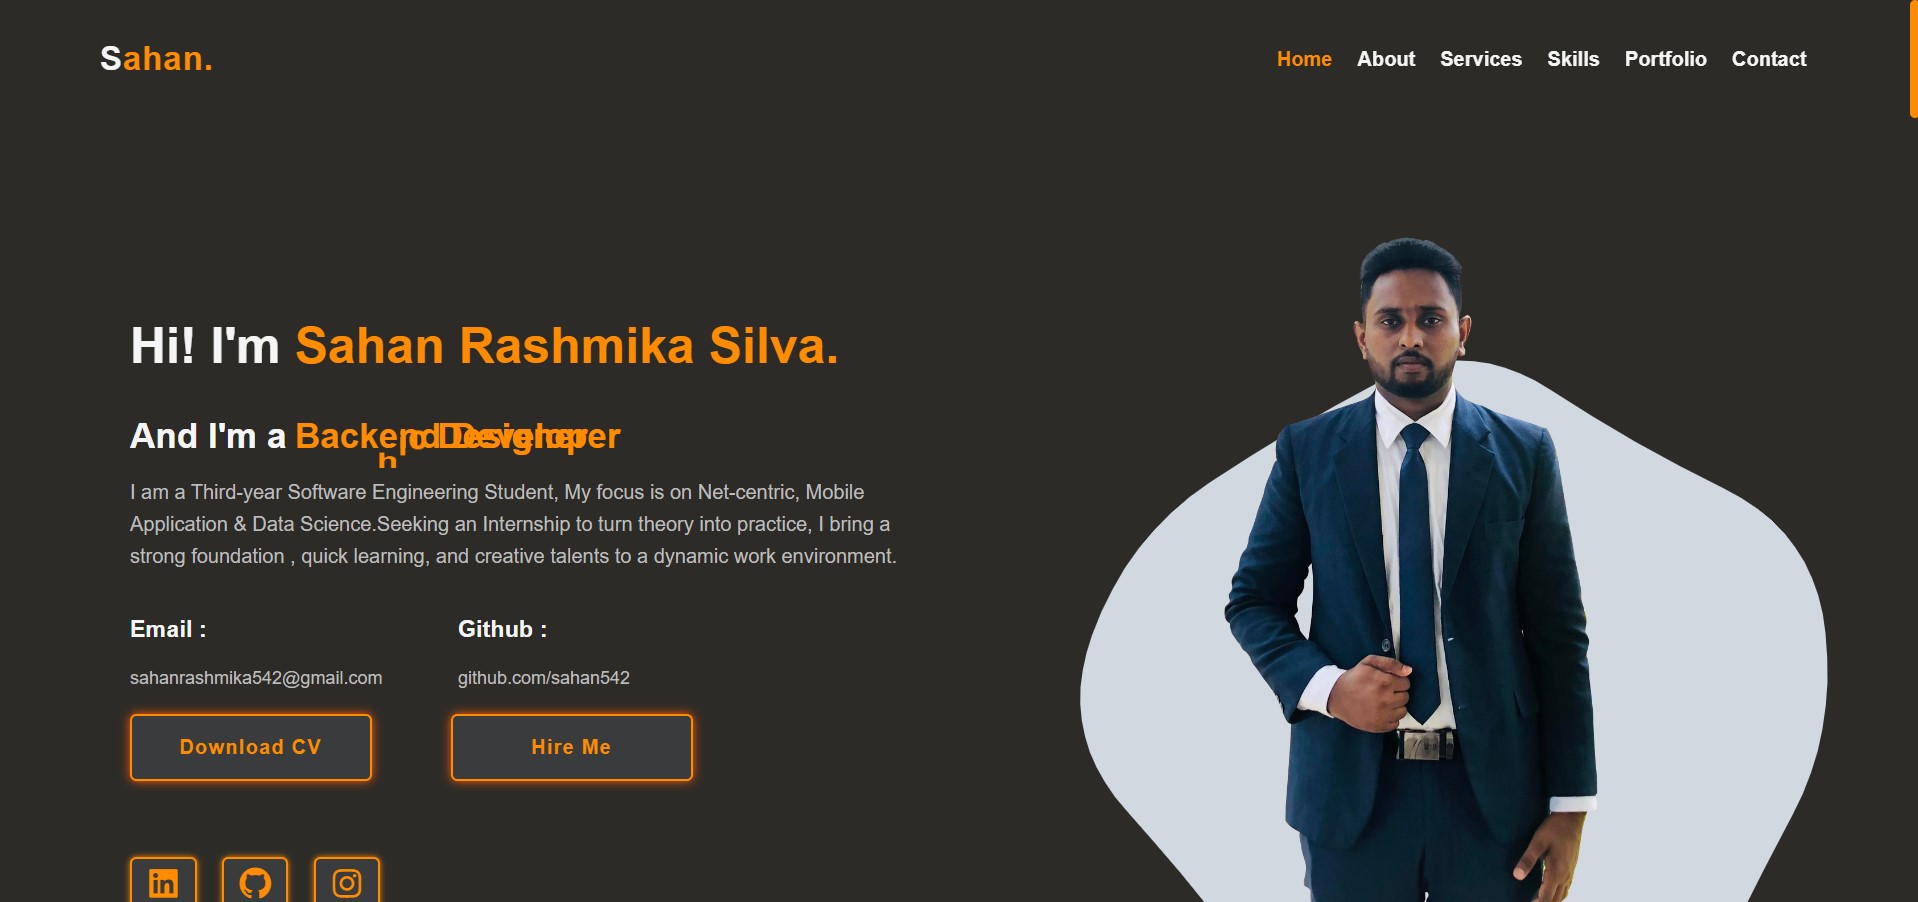 Sahan.
Home About Services Skills Portfolio Contact
Hi! I'm Sahan Rashmika Silva.
And I'm a Backend
I am a Third-year Software Engineering Student, My focus is on Net-centric, Mobile
Application & Data Science.Seeking an Internship to turn theory into practice, I bring a
strong foundation , quick learning, and creative talents to a dynamic work environment.
Email :
Github :
sahanrashmika542@gmail.com
github.com/sahan542
Download CV
Hire Me
in